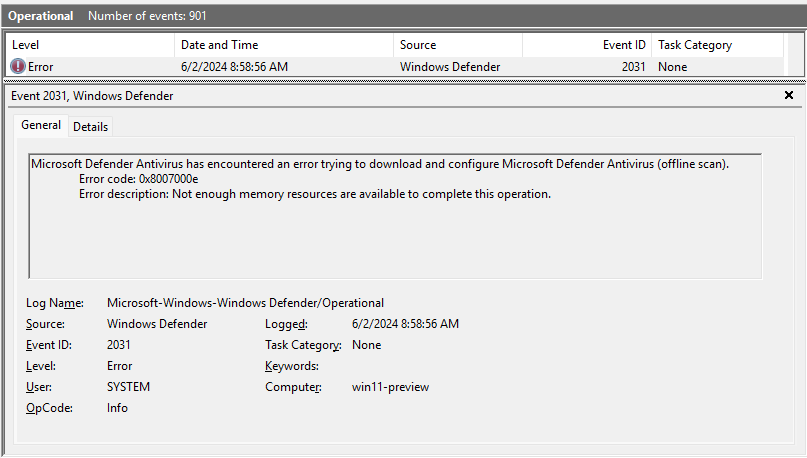 Operational Number of events: 901
Level Date and Time Source Event ID Task Category
Error 6/2/2024 8:58:56 AM Windows Defender 2031 None
Event 2031, Windows Defender
General Details
Microsoft Defender Antivirus has encountered an error trying to download and configure Microsoft Defender Antivirus (offline scan).
Error code: 0x8007000e
Error description: Not enough memory resources are available to complete this operation.
Log Name: Microsoft-Windows-Windows Defender/Operational
Source: Windows Defender Logged: 6/2/2024 8:58:56 AM
Event ID: 2031 Task Category: None
Level: Error Keywords:
User: SYSTEM Computer: win11-preview
OpCode: Info